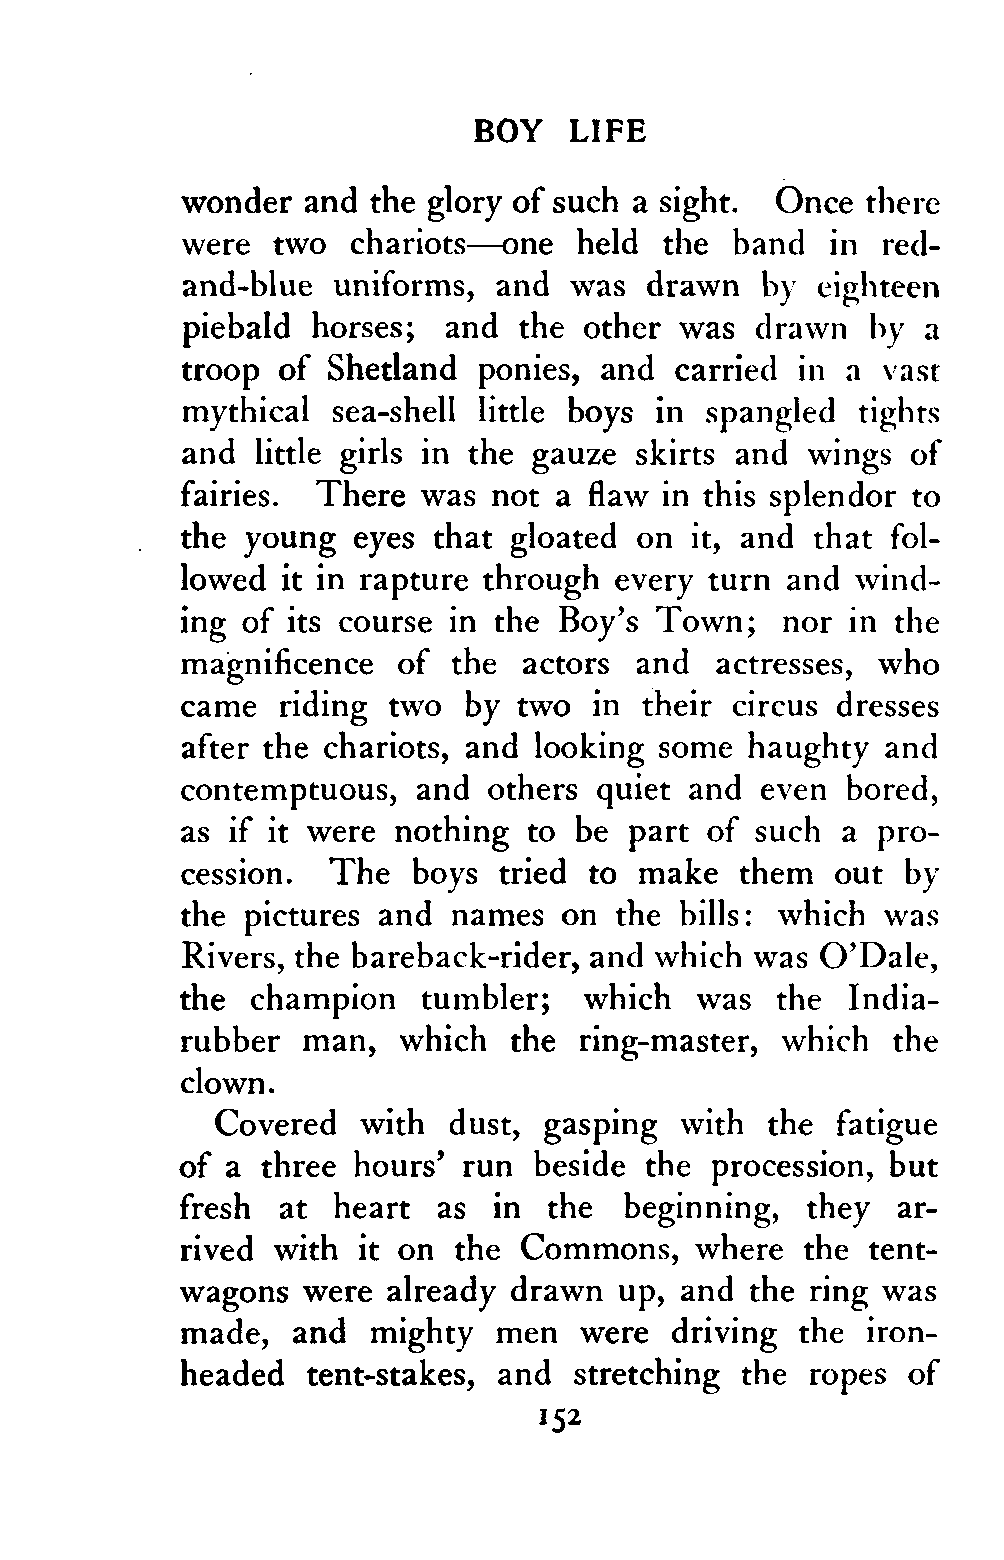 BOY LIFE
wonder and the glory of such a sight. Once there
were two chariots—one held the band in red-
and-blue uniforms, and was drawn by eighteen
piebald horses; and the other was drawn by a
troop of Shetland ponies, and carried in a vast
mythical sea-shell little boys in spangled tights
and little girls in the gauze skirts and wings of
fairies. There was not a flaw in this splendor to
the young eyes that gloated on it, and that fol-
lowed it in rapture through every turn and wind-
ing of its course in the Boy's Town; nor in the
magnificence of the actors and actresses, who
came riding two by two in their circus dresses
after the chariots, and looking some haughty and
contemptuous, and others quiet and even bored,
as if it were nothing to be part of such a pro-
cession. The boys tried to make them out by
the pictures and names on the bills: which was
Rivers, the bareback-rider, and which was O'Dale,
the champion tumbler; which was the India-
rubber man, which the ring-master, which the
clown.
Covered with dust, gasping with the fatigue
of a three hours' run beside the procession, but
fresh at heart as in the beginning, they ar-
rived with it on the Commons, where the tent-
wagons were already drawn up, and the ring was
made, and mighty men were driving the iron-
headed tent-stakes, and stretching the ropes of
152